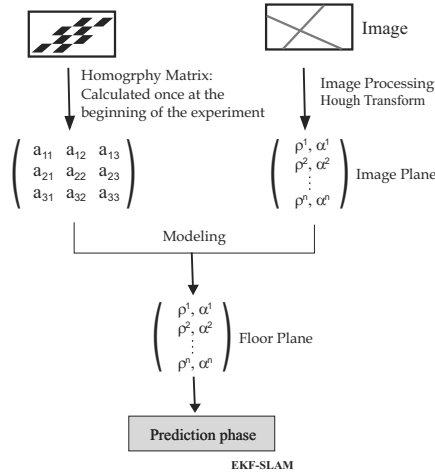 Image
Homogrphy Matrix:
Calculated once at the
beginning of the experiment
Image Processing:
Hough Transform
a₁₁ a₁₂ a₁₃
a₂₁ a₂₂ a₂₃
a₃₁ a₃₂ a₃₃
ρ¹, α¹
ρ², α²
⋮
ρⁿ, αⁿ
Image Plane
Modeling
ρ¹, α¹
ρ², α²
⋮
ρⁿ, αⁿ
Floor Plane
Prediction phase
EKF-SLAM